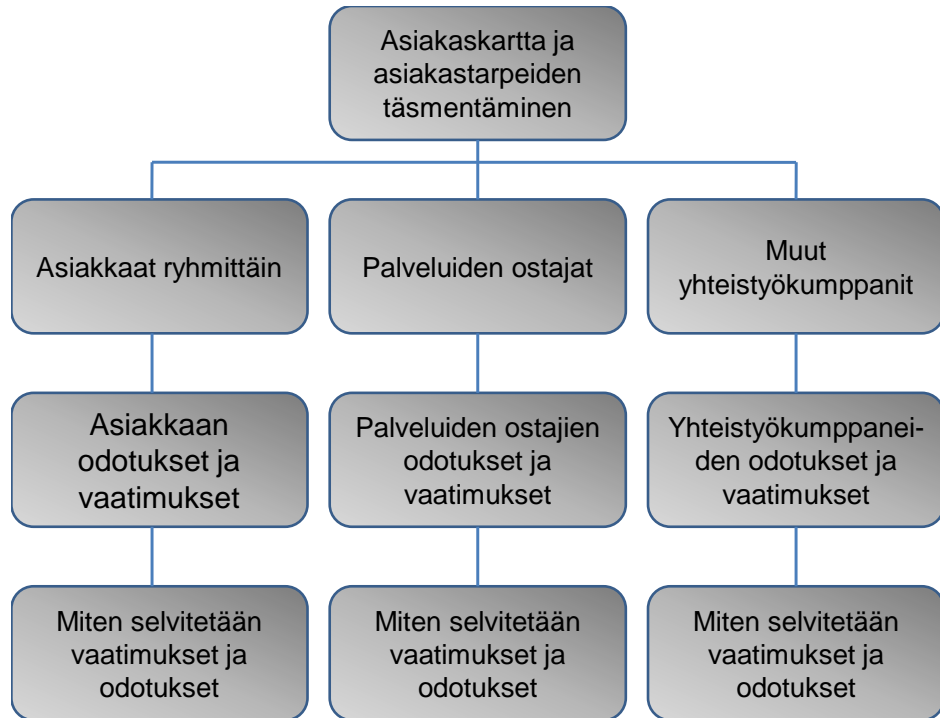 Asiakaskartta ja
asiakastarpeiden
täsmentäminen
Asiakkaat ryhmittäin
Palveluiden ostajat
Muut
yhteistyökumppanit
Asiakkaan
odotukset ja
vaatimukset
Palveluiden ostajien
odotukset ja
vaatimukset
Yhteistyökumppanei-
den odotukset ja
vaatimukset
Miten selvitetään
vaatimukset ja
odotukset
Miten selvitetään
vaatimukset ja
odotukset
Miten selvitetään
vaatimukset ja
odotukset